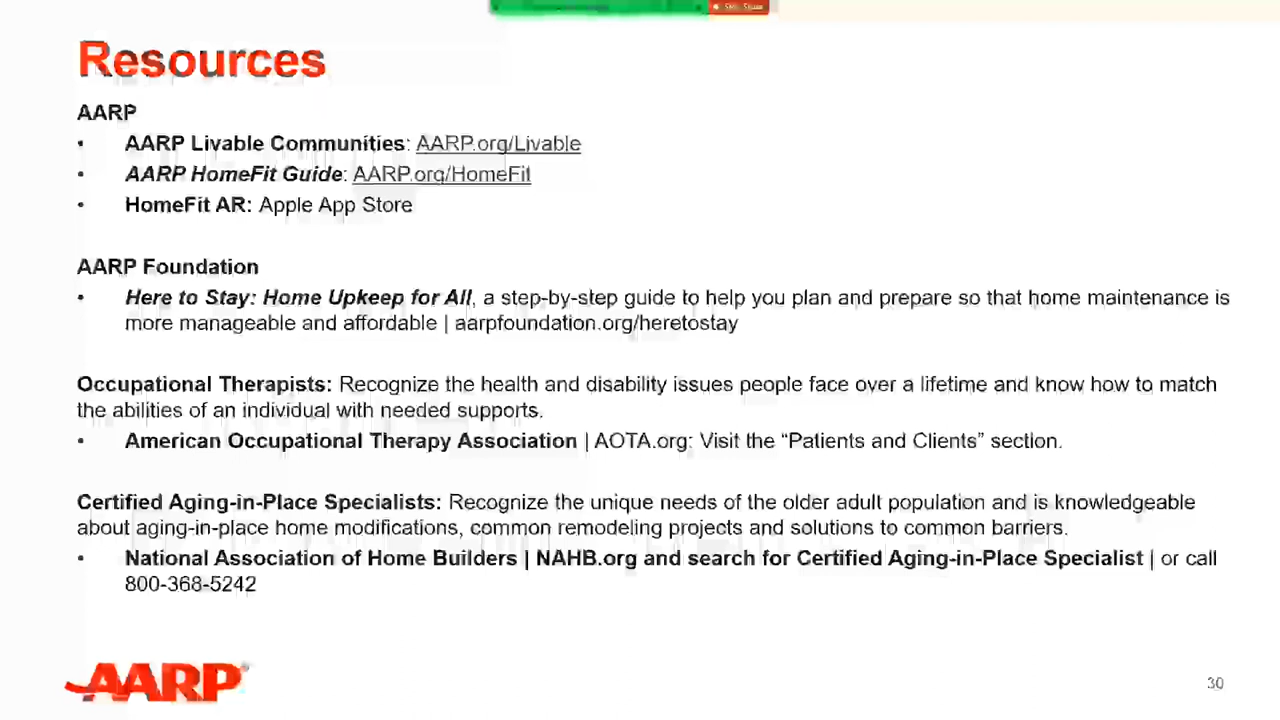 Resources
AARP
• AARP Livable Communities: AARP.org/Livable
• AARP HomeFit Guide: AARP.org/HomeFit
• HomeFit AR: Apple App Store
AARP Foundation
• Here to Stay: Home Upkeep for All, a step-by-step guide to help you plan and prepare so that home maintenance is
more manageable and affordable | aarpfoundation.org/heretostay
Occupational Therapists: Recognize the health and disability issues people face over a lifetime and know how to match
the abilities of an individual with needed supports.
• American Occupational Therapy Association | AOTA.org: Visit the “Patients and Clients” section.
Certified Aging-in-Place Specialists: Recognize the unique needs of the older adult population and is knowledgeable
about aging-in-place home modifications, common remodeling projects and solutions to common barriers.
• National Association of Home Builders | NAHB.org and search for Certified Aging-in-Place Specialist | or call
800-368-5242
AARP
30